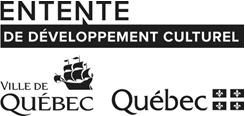 ENTENTE
DE DÉVELOPPEMENT CULTUREL
VILLE DE
QUÉBEC
Québec